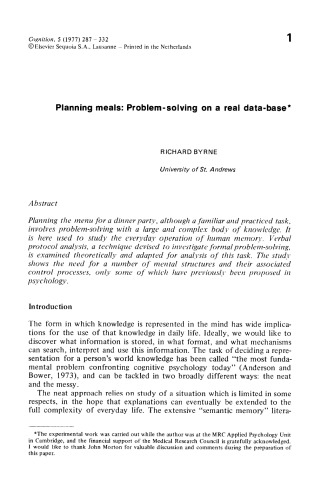 Cognition, 5 (1977) 287 - 332
©Elsevier Sequoia S.A., Lausanne - Printed in the Netherlands
1
Planning meals: Problem-solving on a real data-base*
RICHARD BYRNE
University of St. Andrews
Abstract
Planning the menu for a dinner party, although a familiar and practiced task,
involves problem-solving with a large and complex body of knowledge. It
is here used to study the everyday operation of human memory. Verbal
protocol analysis, a technique devised to investigate formal problem-solving,
is examined theoretically and adapted for analysis of this task. The study
shows the need for a number of mental structures and their associated
control processes, only some of which have previously been proposed in
psychology.
Introduction
The form in which knowledge is represented in the mind has wide implica-
tions for the use of that knowledge in daily life. Ideally, we would like to
discover what information is stored, in what format, and what mechanisms
can search, interpret and use this information. The task of deciding a repre-
sentation for a person's world knowledge has been called "the most funda-
mental problem confronting cognitive psychology today" (Anderson and
Bower, 1973), and can be tackled in two broadly different ways: the neat
and the messy.
The neat approach relies on study of a situation which is limited in some
respects, in the hope that explanations can eventually be extended to the
full complexity of everyday life. The extensive "semantic memory" litera-
*The experimental work was carried out while the author was at the MRC Applied Psychology Unit
in Cambridge, and the financial support of the Medical Research Council is gratefully acknowledged.
I would like to thank John Morton for valuable discussion and comments during the preparation of
this paper.